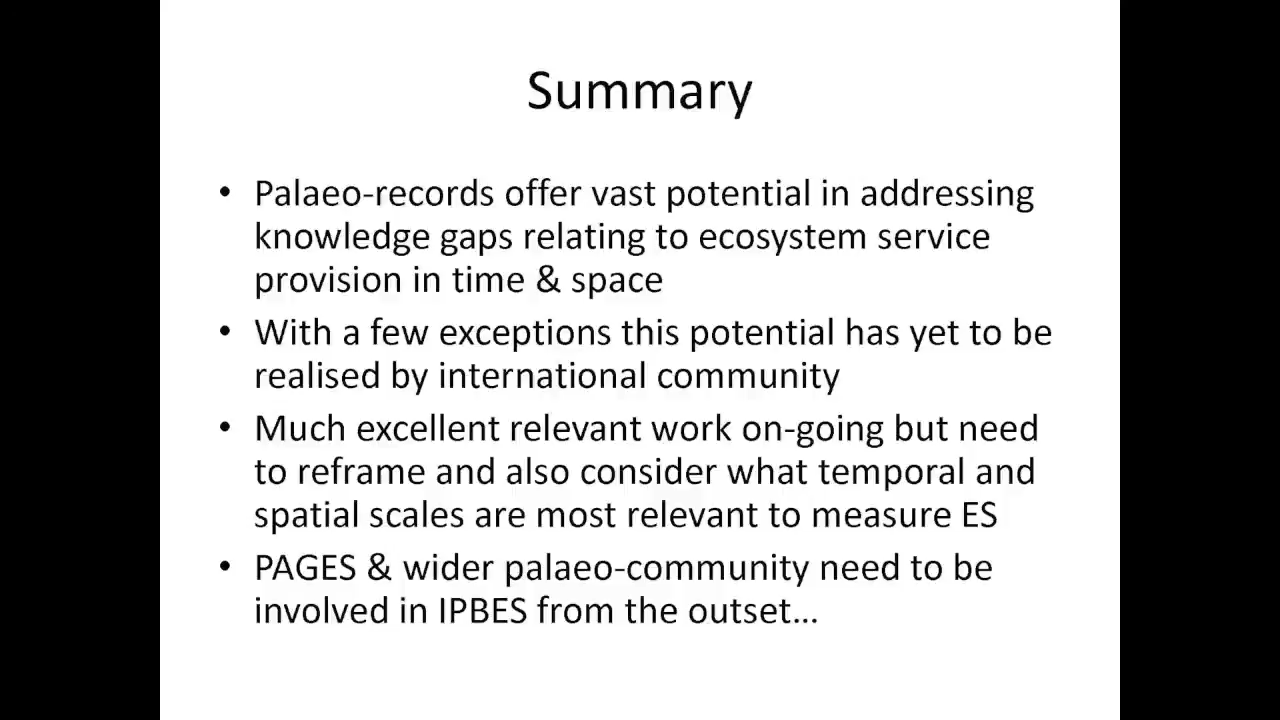 Summary
• Palaeo-records offer vast potential in addressing
knowledge gaps relating to ecosystem service
provision in time & space
• With a few exceptions this potential has yet to be
realised by international community
• Much excellent relevant work on-going but need
to reframe and also consider what temporal and
spatial scales are most relevant to measure ES
• PAGES & wider palaeo-community need to be
involved in IPBES from the outset...